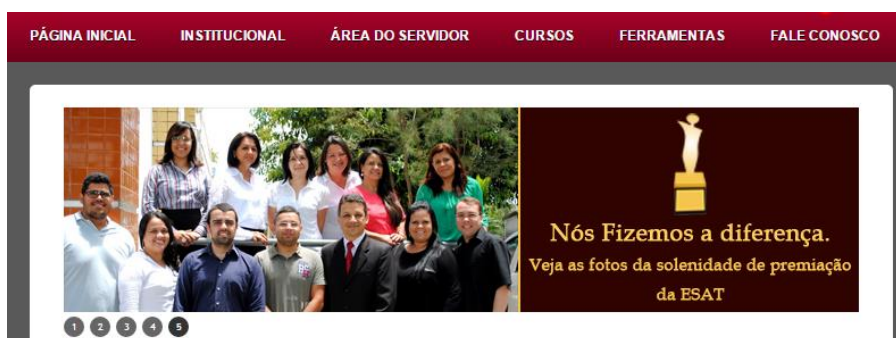 PÁGINA INICIAL INSTITUCIONAL ÁREA DO SERVIDOR CURSOS FERRAMENTAS FALE CONOSCO
Nós Fizemos a diferença.
Veja as fotos da solenidade de premiação
da ESAT
1 2 3 4 5